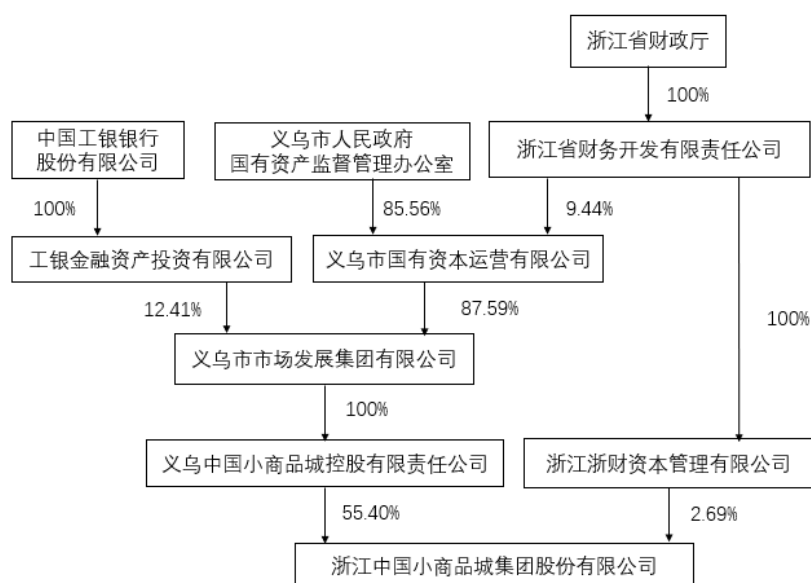 浙江省财政厅
100%
中国工银银行
股份有限公司
义乌市人民政府
国有资产监督管理办公室
浙江省财务开发有限责任公司
100%
85.56%
9.44%
工银金融资产投资有限公司
义乌市国有资本运营有限公司
12.41%
87.59%
100%
义乌市市场发展集团有限公司
100%
义乌中国小商品城控股有限责任公司
浙江浙财资本管理有限公司
55.40%
2.69%
浙江中国小商品城集团股份有限公司